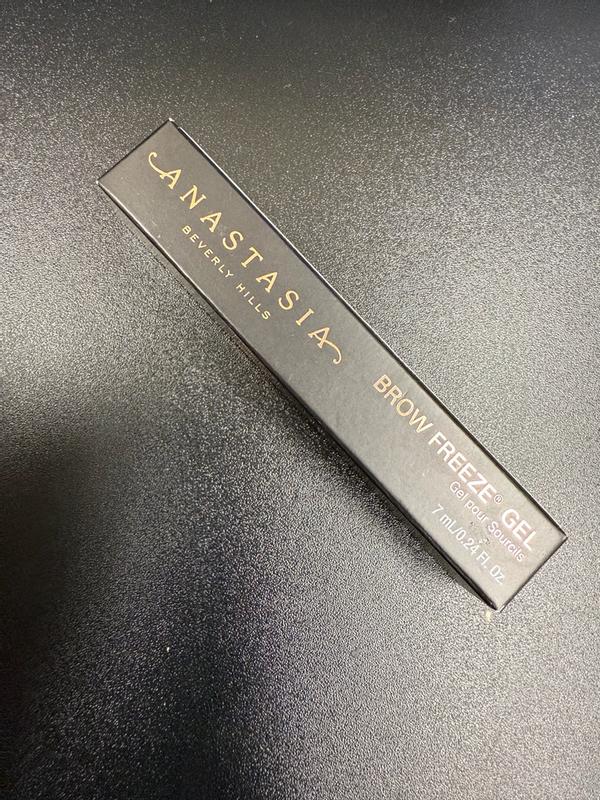 ANASTASIA
BEVERLY HILLS
BROW FREEZE® GEL
Gel pour Sourcils
7 mL/0.24 Fl. Oz.